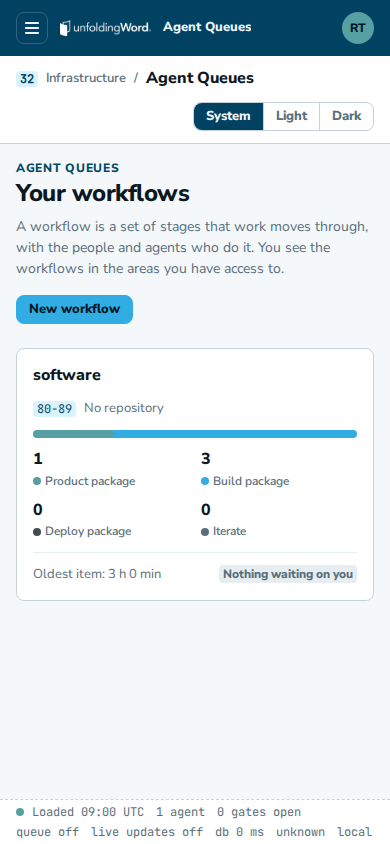 unfoldingWord. Agent Queues RT
32 Infrastructure / Agent Queues
System Light Dark
AGENT QUEUES
Your workflows
A workflow is a set of stages that work moves through,
with the people and agents who do it. You see the
workflows in the areas you have access to.
New workflow
software
80-89 No repository
1 3
Product package Build package
0 0
Deploy package Iterate
Oldest item: 3 h 0 min Nothing waiting on you
Loaded 09:00 UTC 1 agent 0 gates open
queue off live updates off db 0 ms unknown local